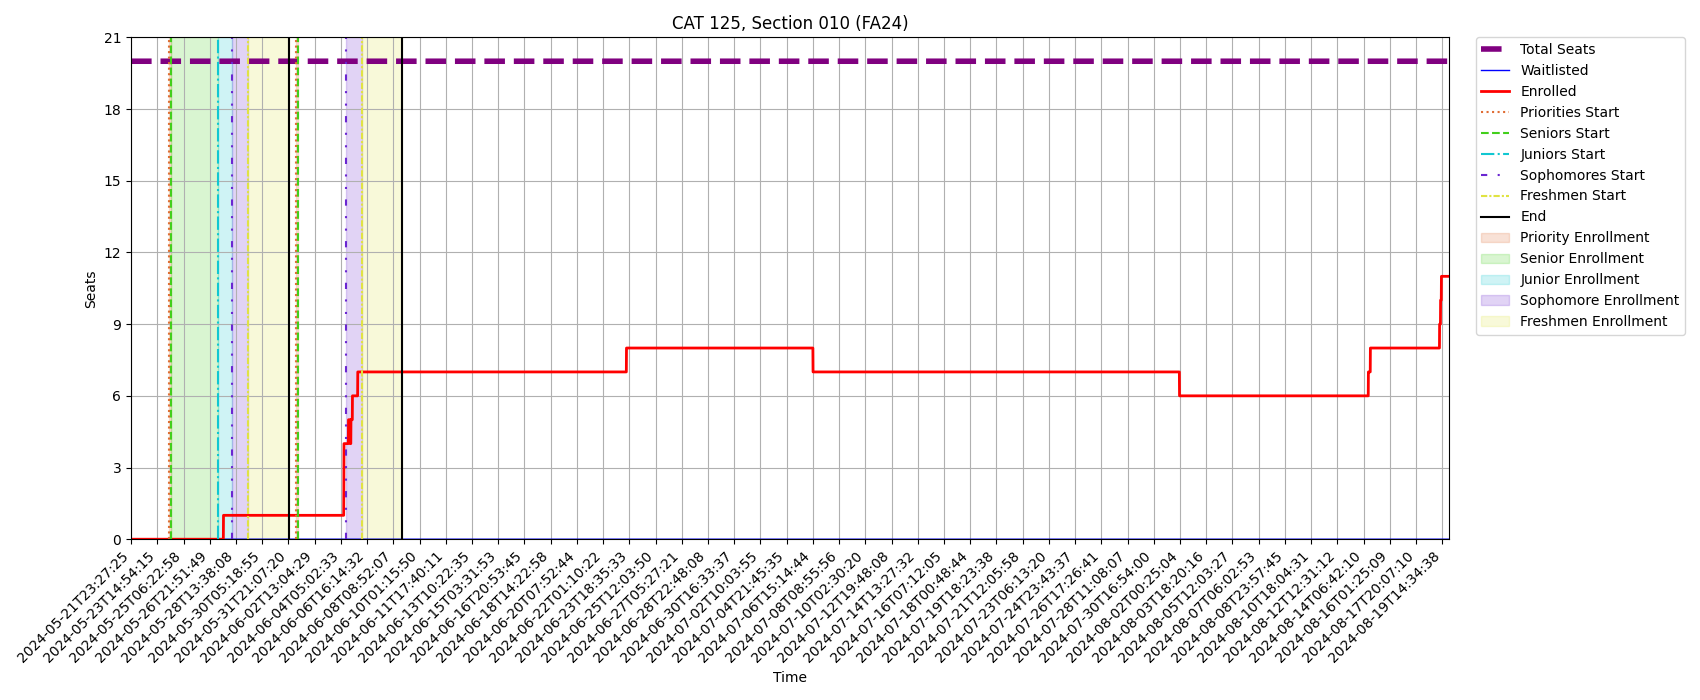 CAT 125, Section 010 (FA24)
21
18
15
12
9
6
3
0
Seats
2024-05-21T23:27:25
2024-05-23T14:54:15
2024-05-25T06:22:58
2024-05-26T21:51:49
2024-05-28T13:38:08
2024-05-30T05:18:55
2024-05-31T21:07:20
2024-06-02T13:04:29
2024-06-04T05:02:33
2024-06-06T16:14:32
2024-06-08T08:52:07
2024-06-10T01:15:50
2024-06-11T17:40:11
2024-06-13T10:22:35
2024-06-15T03:31:53
2024-06-16T20:53:45
2024-06-18T14:22:58
2024-06-20T07:52:44
2024-06-22T01:10:22
2024-06-23T18:35:33
2024-06-25T12:03:50
2024-06-27T05:27:21
2024-06-28T22:48:08
2024-06-30T16:33:37
2024-07-02T10:03:55
2024-07-04T21:45:35
2024-07-06T15:14:44
2024-07-08T08:55:56
2024-07-10T02:30:20
2024-07-12T19:48:09
2024-07-14T13:27:32
2024-07-16T07:12:05
2024-07-18T00:48:44
2024-07-19T18:23:38
2024-07-21T12:05:58
2024-07-23T06:13:20
2024-07-24T23:43:37
2024-07-26T17:26:41
2024-07-28T11:08:07
2024-07-30T16:54:00
2024-08-02T00:25:04
2024-08-03T18:20:16
2024-08-05T12:03:27
2024-08-07T06:02:53
2024-08-08T23:57:45
2024-08-10T18:04:31
2024-08-12T12:31:12
2024-08-14T06:42:10
2024-08-16T01:25:09
2024-08-17T20:07:10
2024-08-19T14:34:38
Time
Total Seats
Waitlisted
Enrolled
Priorities Start
Seniors Start
Juniors Start
Sophomores Start
Freshmen Start
End
Priority Enrollment
Senior Enrollment
Junior Enrollment
Sophomore Enrollment
Freshmen Enrollment